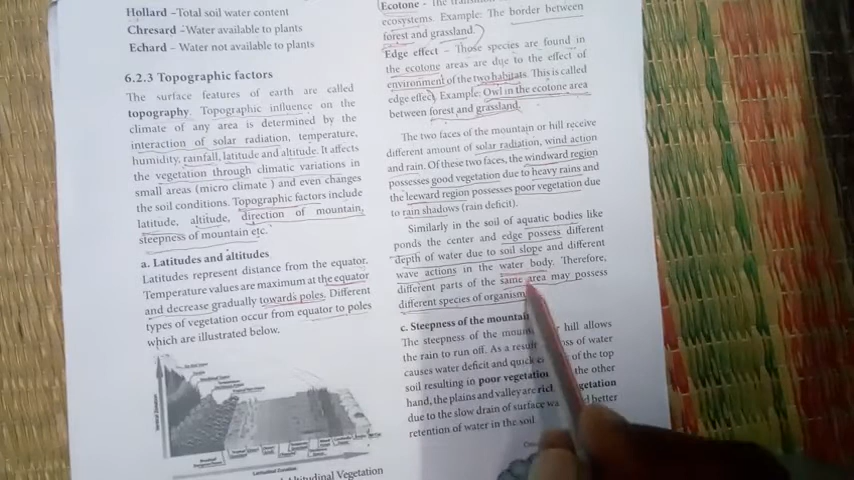 Hollard –Total soil water content
Chresard –Water available to plants
Echard – Water not available to plants
6.2.3 Topographic factors
The surface features of earth are called
topography. Topographic influence on the
climate of any area is determined by the
interaction of solar radiation, temperature,
humidity, rainfall, latitude and altitude. It affects
the vegetation through climatic variations in
small areas (micro climate ) and even changes
the soil conditions. Topographic factors include
latitude, altitude, direction of mountain,
steepness of mountain etc.
a. Latitudes and altitudes
Latitudes represent distance from the equator.
Temperature values are maximum at the equator
and decrease gradually towards poles. Different
types of vegetation occur from equator to poles
which are illustrated below.
Altitudinal Vegetation
Ecotone - The
ecosystems. Example: The border between
forest and grassland.
Edge effect – Those species are found in
the ecotone areas are due to the effect of
environment of the two habitats. This is called
edge effect. Example: Owl in the ecotone area
between forest and grassland.
The two faces of the mountain or hill receive
different amount of solar radiation, wind action
and rain. Of these two faces, the windward region
possesses good vegetation due to heavy rains and
the leeward region possesses poor vegetation due
to rain shadows (rain deficit).
Similarly in the soil of aquatic bodies like
ponds the center and edge possess different
depth of water due to soil slope and different
wave actions in the water body. Therefore,
different parts of the same area may possess
different species of organism
c. Steepness of the mountain
The steepness of the hill allows
the rain to run off. As a result of water
causes water deficit and quick of the top
soil resulting in poor vegetation the other
hand, the plains and valley are
due to the slow drain of surface better
retention of water in the soil